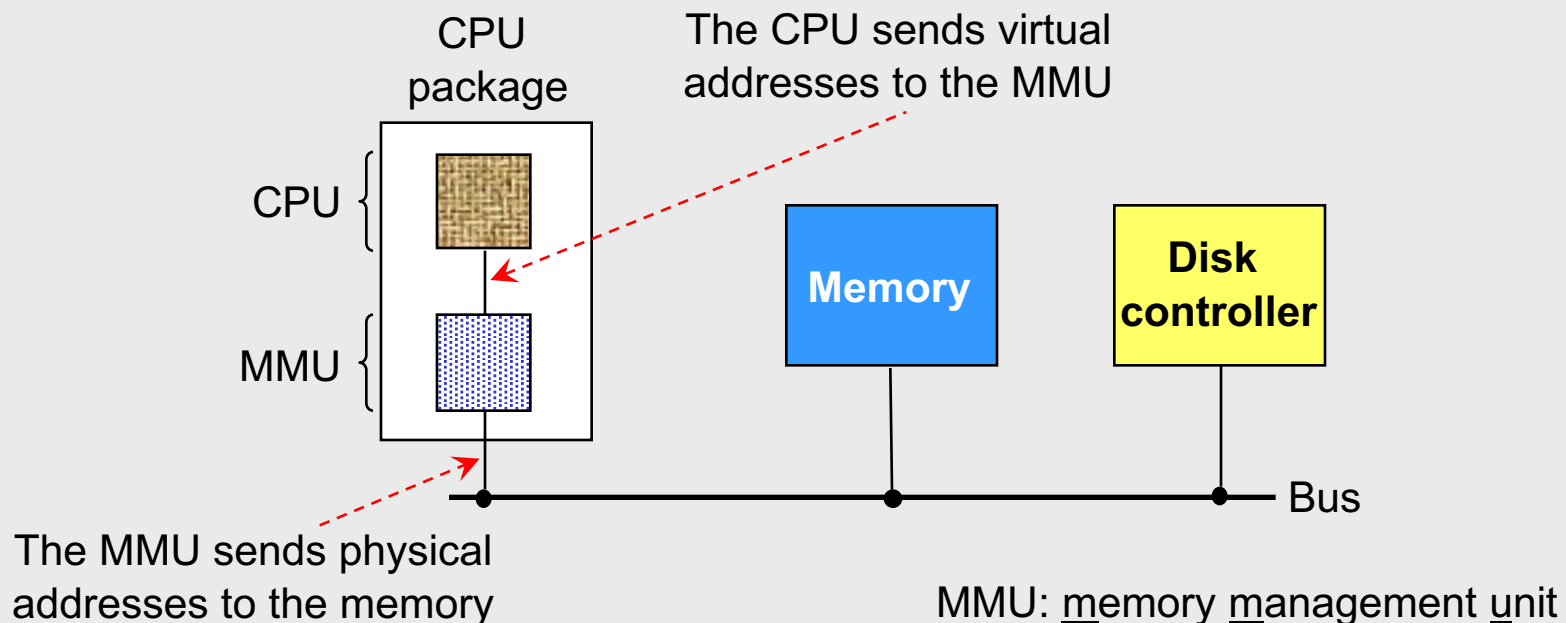 CPU
package
The CPU sends virtual
addresses to the MMU
CPU
MMU
Memory
Disk
controller
Bus
The MMU sends physical
addresses to the memory
MMU: memory management unit